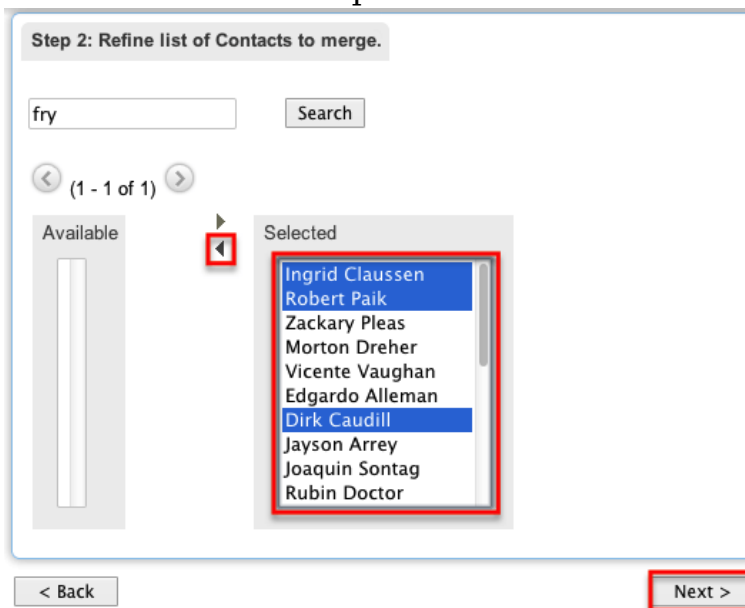 Step 2: Refine list of Contacts to merge.
fry
Search
(1 - 1 of 1)
Available
Selected
Ingrid Claussen
Robert Paik
Zackary Pleas
Morton Dreher
Vicente Vaughan
Edgardo Alleman
Dirk Caudill
Jayson Arrey
Joaquin Sontag
Rubin Doctor
< Back
Next >